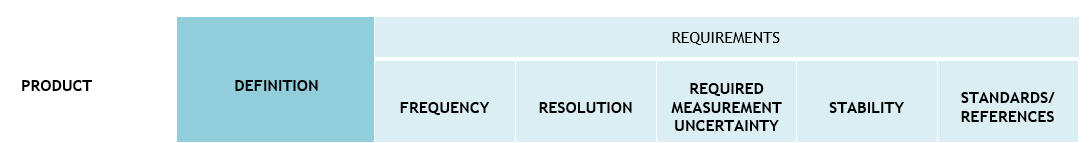 REQUIREMENTS
PRODUCT
DEFINITION
FREQUENCY
RESOLUTION
REQUIRED
MEASUREMENT
UNCERTAINTY
STABILITY
STANDARDS/
REFERENCES